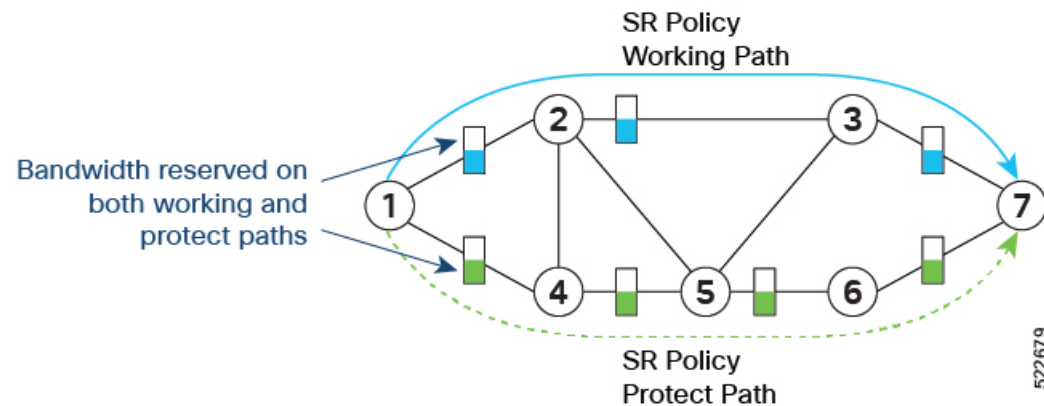 SR Policy
Working Path
2
3
Bandwidth reserved on
both working and
protect paths
1
7
4
5
6
SR Policy
Protect Path
522679